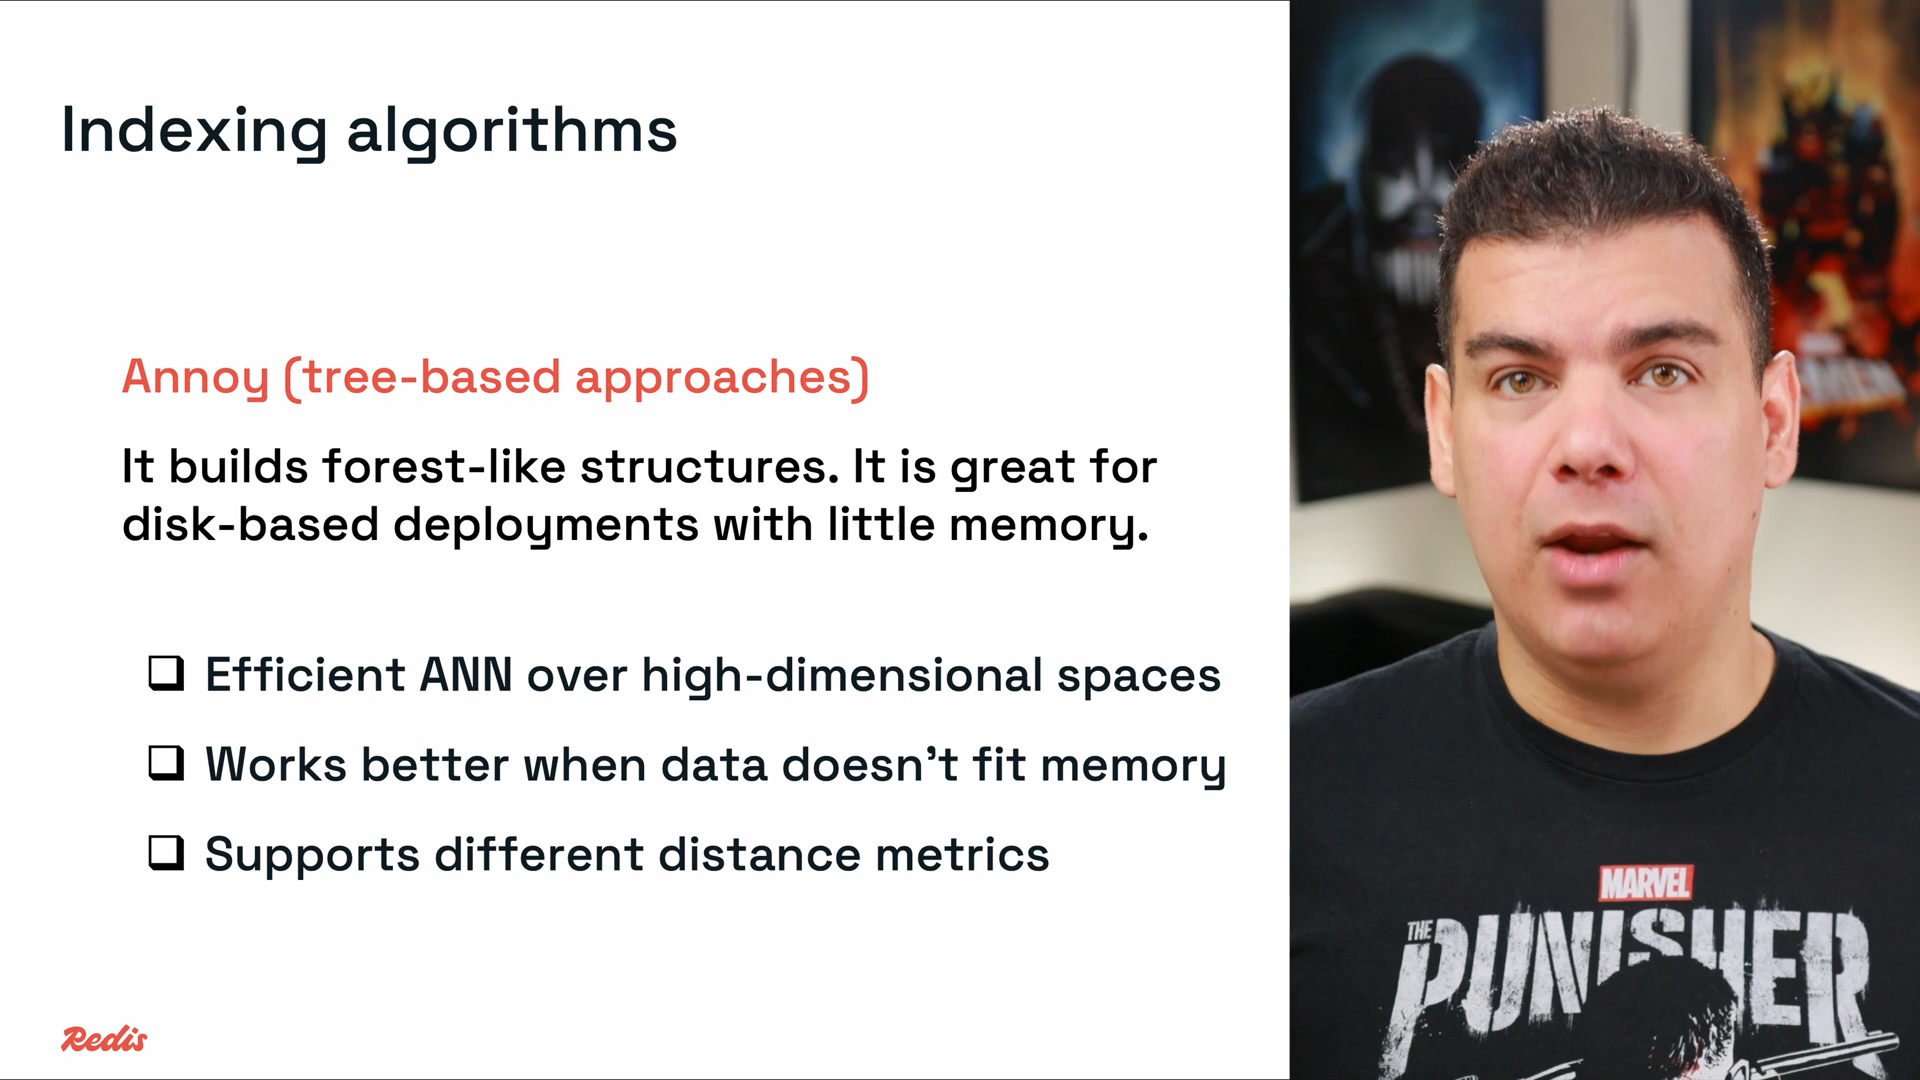 Indexing algorithms
Annoy (tree-based approaches)
It builds forest-like structures. It is great for
disk-based deployments with little memory.
Efficient ANN over high-dimensional spaces
Works better when data doesn’t fit memory
Supports different distance metrics
Redis
MARVEL
THE PUNISHER